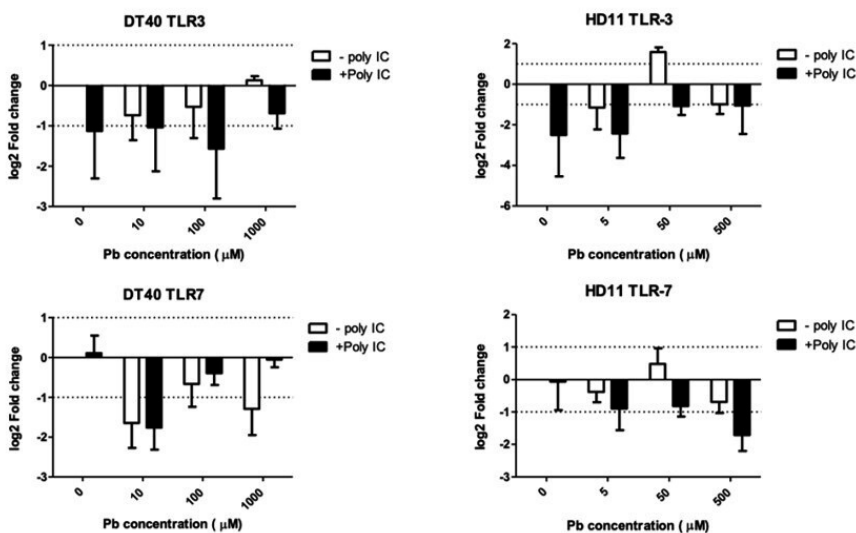 DT40 TLR3
log2 Fold change
1
0
-1
-2
-3
0
10
100
1000
Pb concentration ( μM)
- poly IC
+Poly IC
HD11 TLR-3
log2 Fold change
2
0
-2
-4
-6
0
5
50
500
Pb concentration ( μM)
- poly IC
+Poly IC
DT40 TLR7
log2 Fold change
1
0
-1
-2
-3
0
10
100
1000
Pb concentration ( μM)
- poly IC
+Poly IC
HD11 TLR-7
log2 Fold change
2
1
0
-1
-2
-3
0
5
50
500
Pb concentration ( μM)
- poly IC
+Poly IC